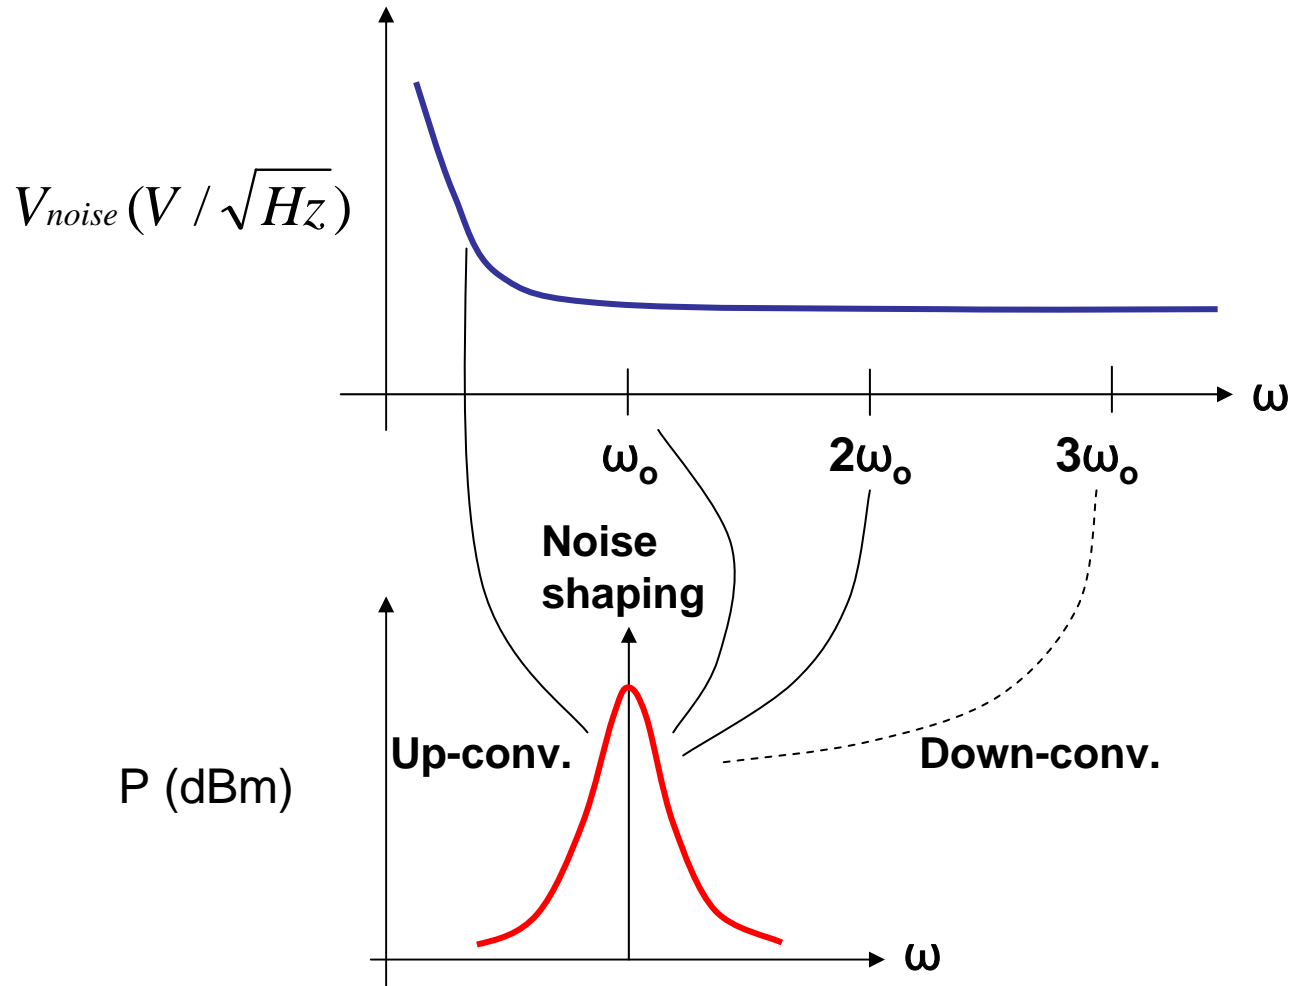 Vnoise (V / √Hz)
ω
ωo 2ωo 3ωo
Noise
shaping
Up-conv. Down-conv.
P (dBm)
ω